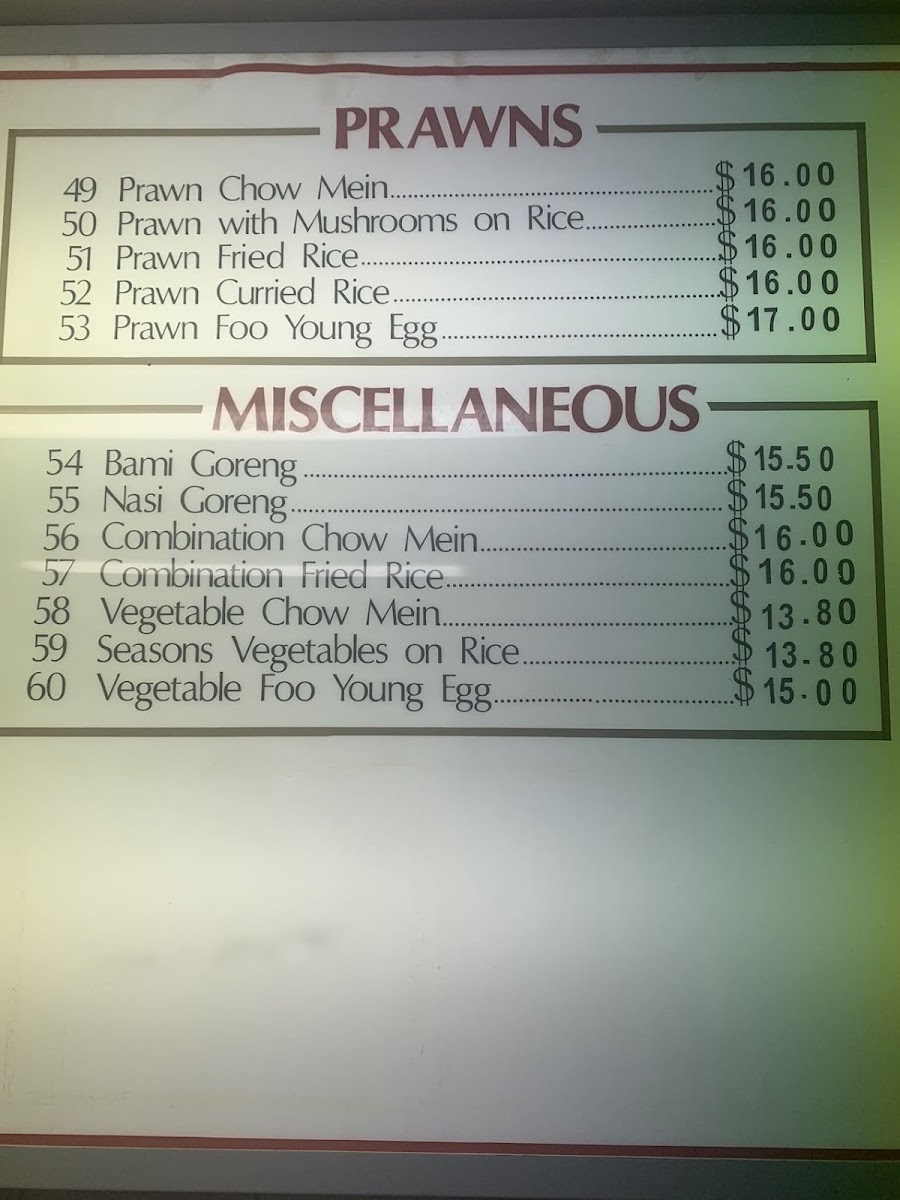 PRAWNS
49 Prawn Chow Mein........ $16.00
50 Prawn with Mushrooms on Rice........ $16.00
51 Prawn Fried Rice........ $16.00
52 Prawn Curried Rice........ $16.00
53 Prawn Foo Young Egg........ $17.00
MISCELLANEOUS
54 Bami Goreng........ $15.50
55 Nasi Goreng........ $15.50
56 Combination Chow Mein........ $16.00
57 Combination Fried Rice........ $16.00
58 Vegetable Chow Mein........ $13.80
59 Seasons Vegetables on Rice........ $13.80
60 Vegetable Foo Young Egg........ $15.00